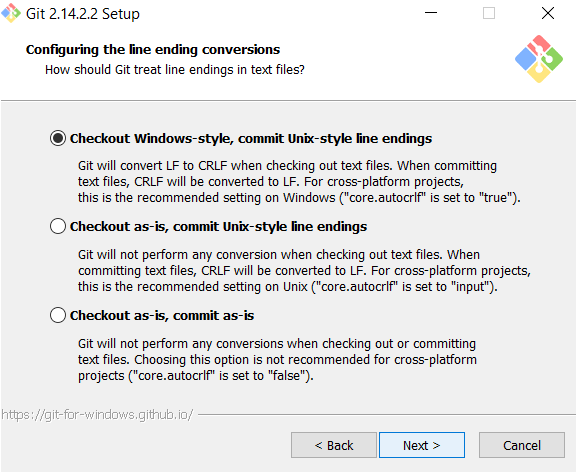 Git 2.14.2.2 Setup
Configuring the line ending conversions
How should Git treat line endings in text files?
Checkout Windows-style, commit Unix-style line endings
Git will convert LF to CRLF when checking out text files. When committing
text files, CRLF will be converted to LF. For cross-platform projects,
this is the recommended setting on Windows ("core.autocrlf" is set to "true").
Checkout as-is, commit Unix-style line endings
Git will not perform any conversion when checking out text files. When
committing text files, CRLF will be converted to LF. For cross-platform projects,
this is the recommended setting on Unix ("core.autocrlf" is set to "input").
Checkout as-is, commit as-is
Git will not perform any conversions when checking out or committing
text files. Choosing this option is not recommended for cross-platform
projects ("core.autocrlf" is set to "false").
https://git-for-windows.github.io/
< Back Next > Cancel